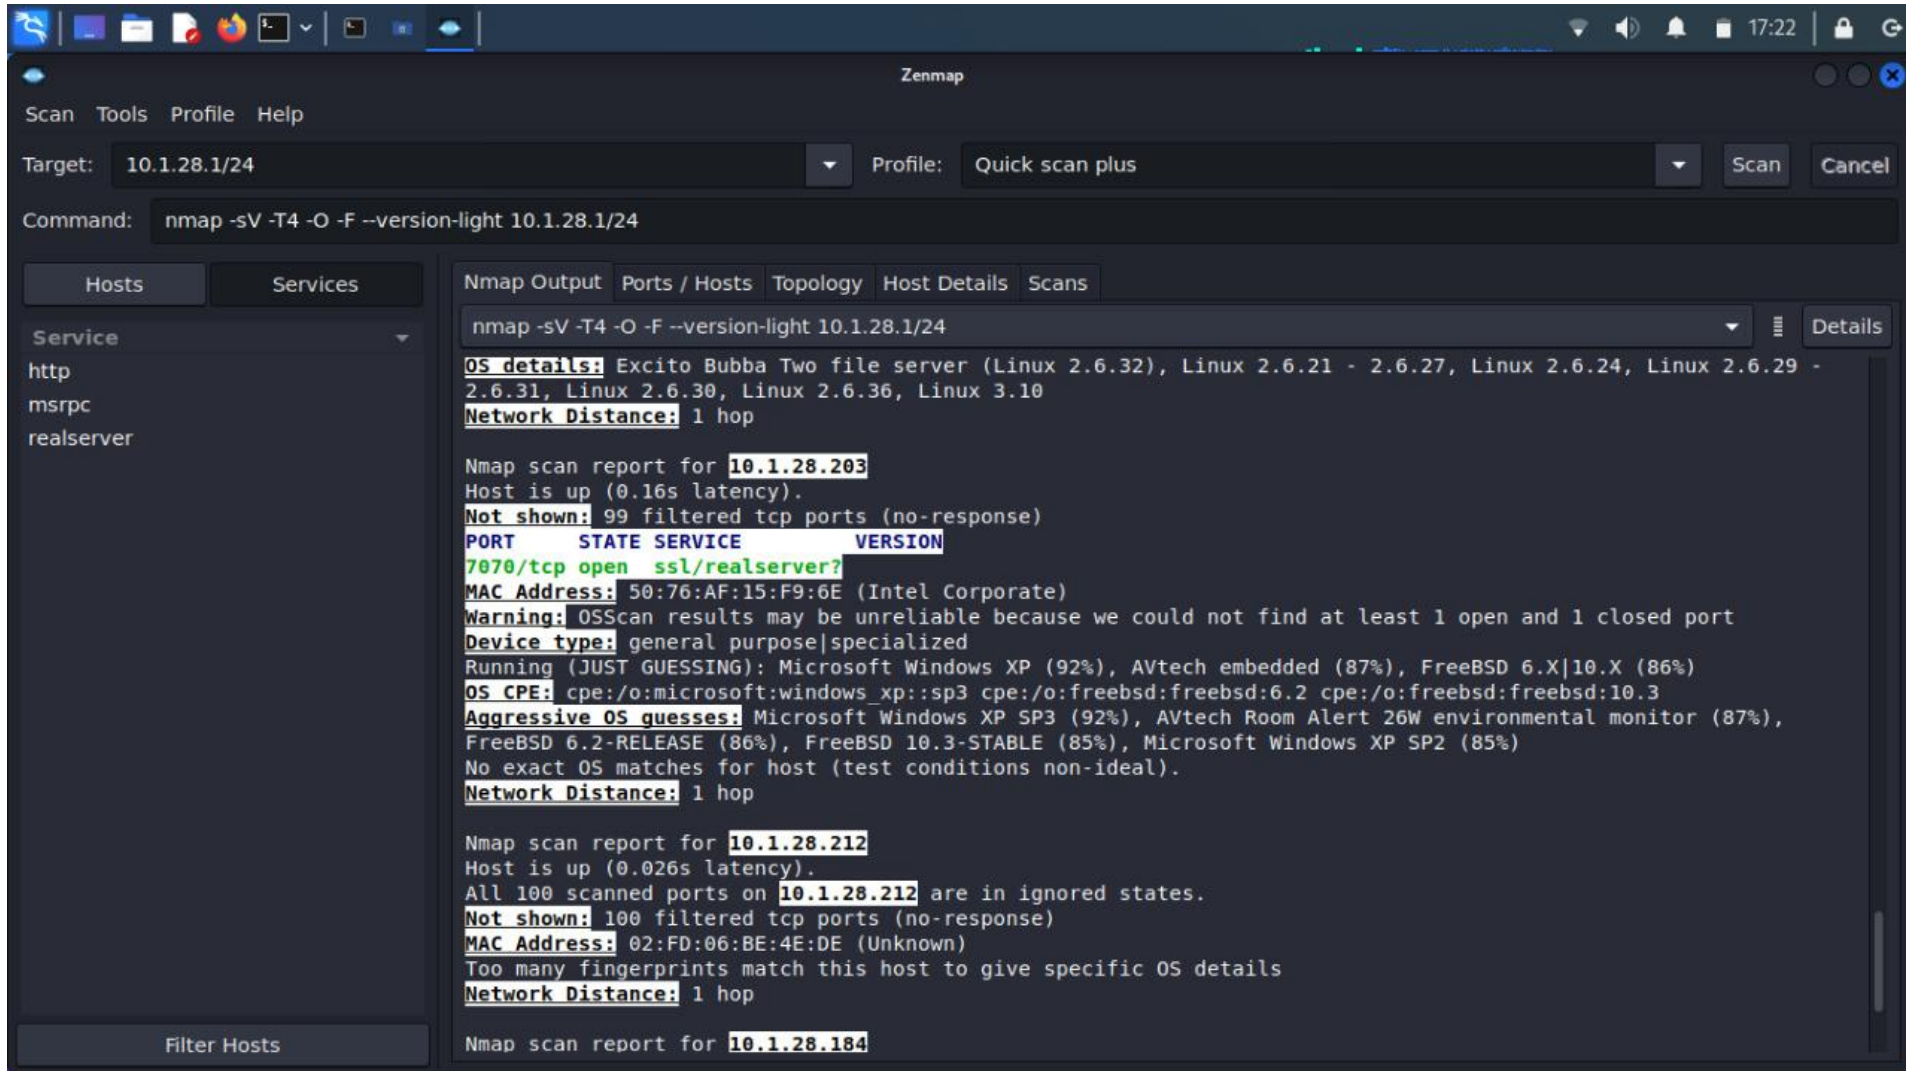 17:22
Zenmap
Scan Tools Profile Help
Target: 10.1.28.1/24 Profile: Quick scan plus Scan Cancel
Command: nmap -sV -T4 -O -F --version-light 10.1.28.1/24
Hosts Services
Nmap Output Ports / Hosts Topology Host Details Scans
nmap -sV -T4 -O -F --version-light 10.1.28.1/24 Details
Service
http
msrpc
realserver
OS details: Excito Bubba Two file server (Linux 2.6.32), Linux 2.6.21 - 2.6.27, Linux 2.6.24, Linux 2.6.29 -
2.6.31, Linux 2.6.30, Linux 2.6.36, Linux 3.10
Network Distance: 1 hop
Nmap scan report for 10.1.28.203
Host is up (0.16s latency).
Not shown: 99 filtered tcp ports (no-response)
PORT STATE SERVICE VERSION
7070/tcp open ssl/realserver?
MAC Address: 50:76:AF:15:F9:6E (Intel Corporate)
Warning: OSScan results may be unreliable because we could not find at least 1 open and 1 closed port
Device type: general purpose|specialized
Running (JUST GUESSING): Microsoft Windows XP (92%), AVtech embedded (87%), FreeBSD 6.X|10.X (86%)
OS CPE: cpe:/o:microsoft:windows_xp::sp3 cpe:/o:freebsd:freebsd:6.2 cpe:/o:freebsd:freebsd:10.3
Aggressive OS guesses: Microsoft Windows XP SP3 (92%), AVtech Room Alert 26W environmental monitor (87%),
FreeBSD 6.2-RELEASE (86%), FreeBSD 10.3-STABLE (85%), Microsoft Windows XP SP2 (85%)
No exact OS matches for host (test conditions non-ideal).
Network Distance: 1 hop
Nmap scan report for 10.1.28.212
Host is up (0.026s latency).
All 100 scanned ports on 10.1.28.212 are in ignored states.
Not shown: 100 filtered tcp ports (no-response)
MAC Address: 02:FD:06:BE:4E:DE (Unknown)
Too many fingerprints match this host to give specific OS details
Network Distance: 1 hop
Nmap scan report for 10.1.28.184
Filter Hosts